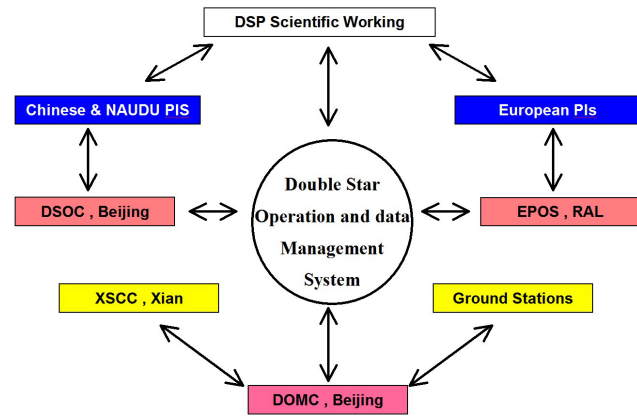 DSP Scientific Working
Chinese & NAUDU PIS
European PIs
Double Star
Operation and data
Management
System
DSOC , Beijing
EPOS , RAL
XSCC , Xian
Ground Stations
DOMC , Beijing